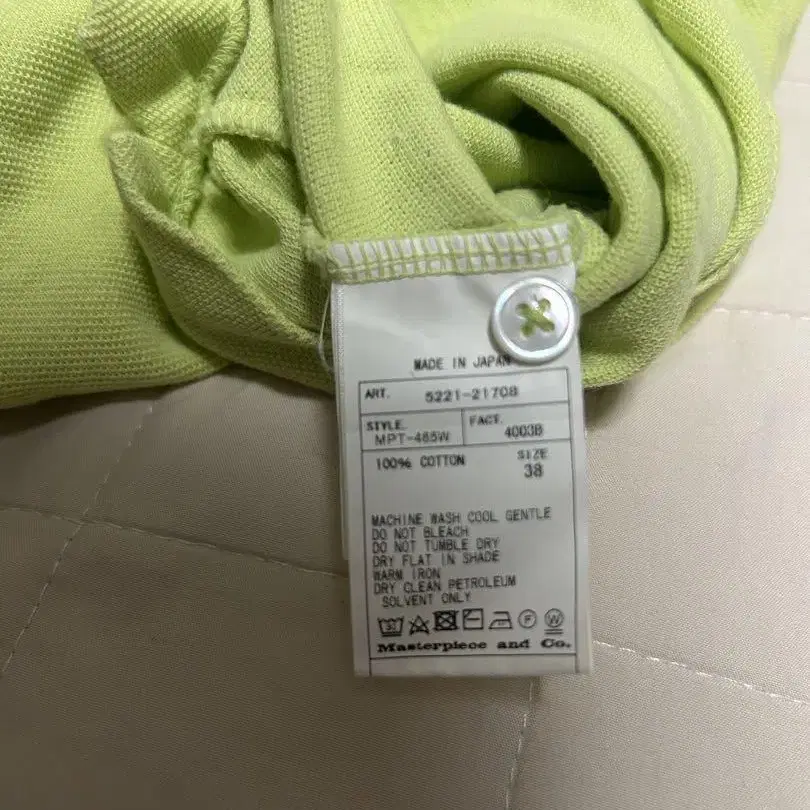 MADE IN JAPAN
ART. 5221-21708
STYLE. FACT.
MPT-465W 4003B
100% COTTON SIZE
38
MACHINE WASH COOL GENTLE
DO NOT BLEACH
DO NOT TUMBLE DRY
DRY FLAT IN SHADE
WARM IRON
DRY CLEAN PETROLEUM
SOLVENT ONLY
F W
Masterpiece and Co.